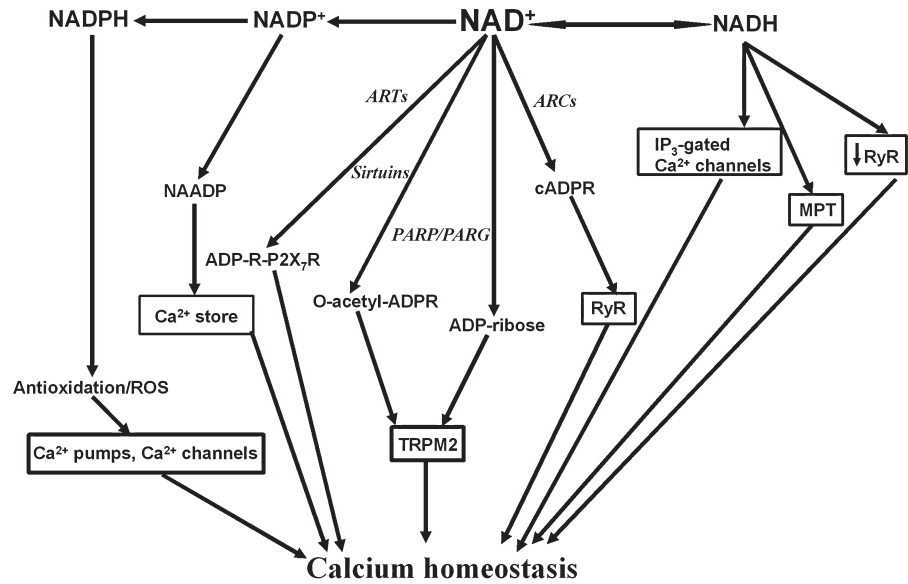 NADPH
NADP⁺
NAD⁺
NADH
ARTs
ARCs
IP₃-gated
Ca²⁺ channels
↓RyR
Sirtuins
NAADP
cADPR
MPT
PARP/PARG
ADP-R-P2X₇R
O-acetyl-ADPR
RyR
Ca²⁺ store
ADP-ribose
Antioxidation/ROS
TRPM2
Ca²⁺ pumps, Ca²⁺ channels
Calcium homeostasis